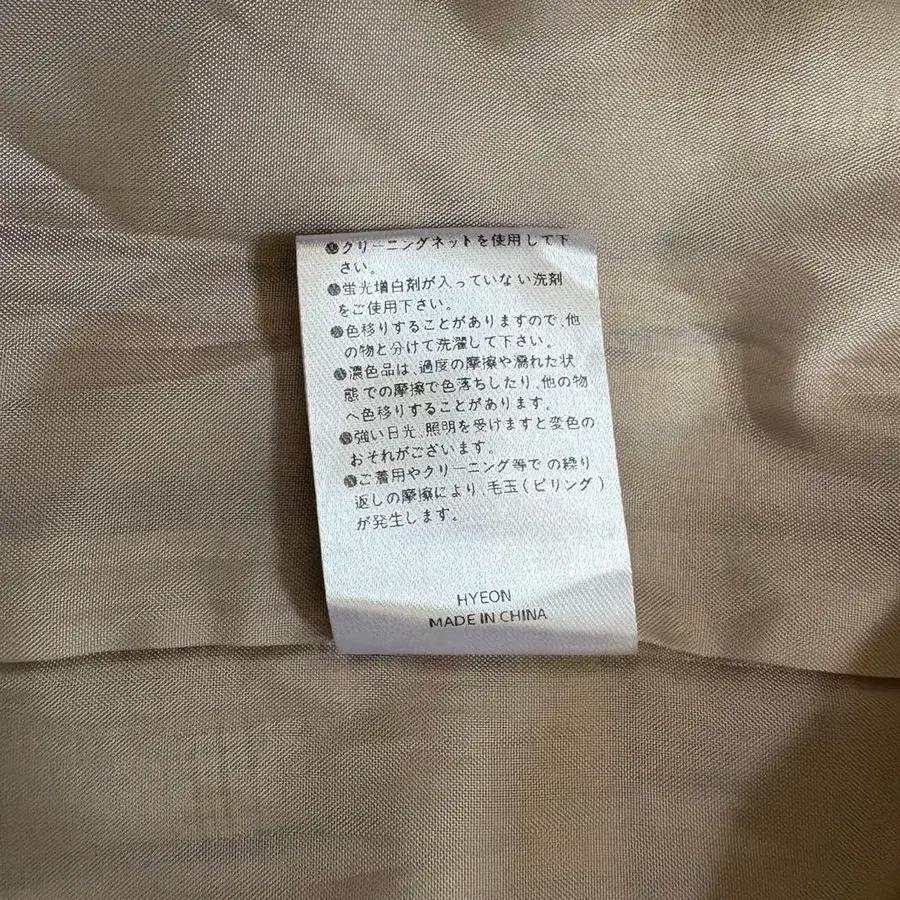 ●クリーニングネットを使用して下
さい。
●蛍光増白剤が入っていない洗剤
をご使用下さい。
●色移りすることがありますので、他
の物と分けて洗濯して下さい。
●濃色品は、過度の摩擦や濡れた状
態での摩擦で色落ちしたり、他の物
へ色移りすることがあります。
●強い日光、照明を受けますと変色の
おそれがございます。
●ご着用やクリーニング等での繰り
返しの摩擦により、毛玉(ピリング)
が発生します。
HYEON
MADE IN CHINA